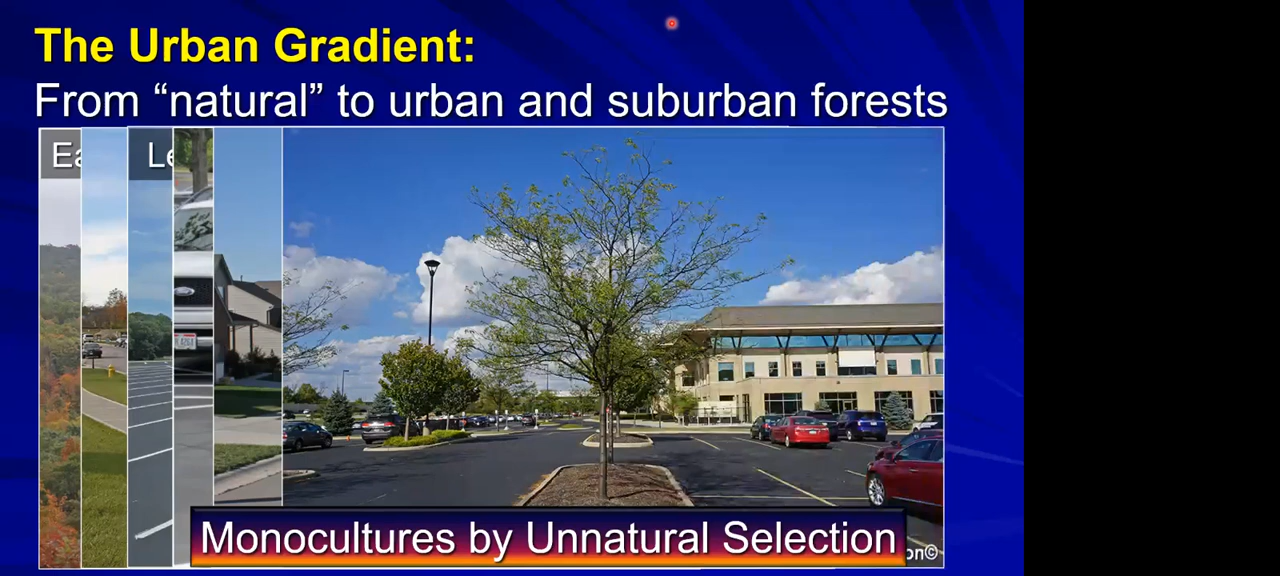 The Urban Gradient:
From “natural” to urban and suburban forests
Monocultures by Unnatural Selection